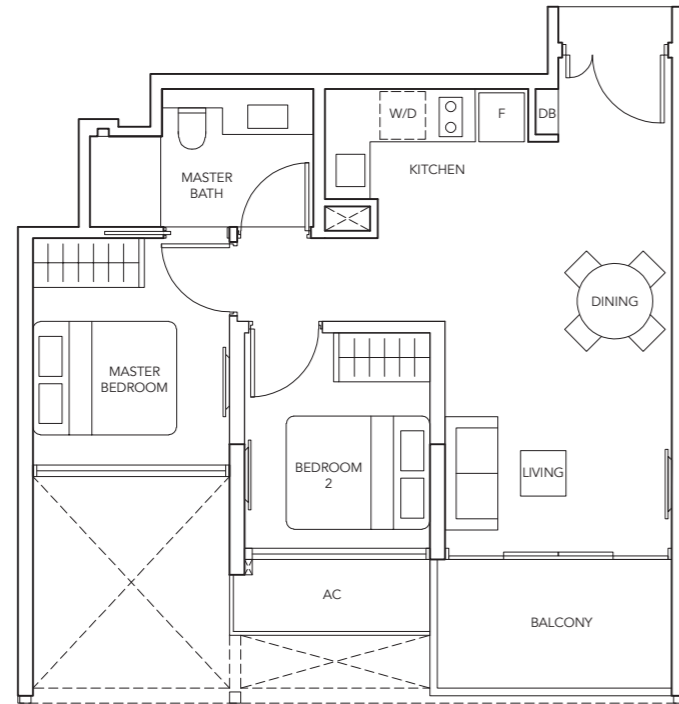 W/D
F
DB
KITCHEN
MASTER
BATH
DINING
MASTER
BEDROOM
BEDROOM
2
LIVING
AC
BALCONY